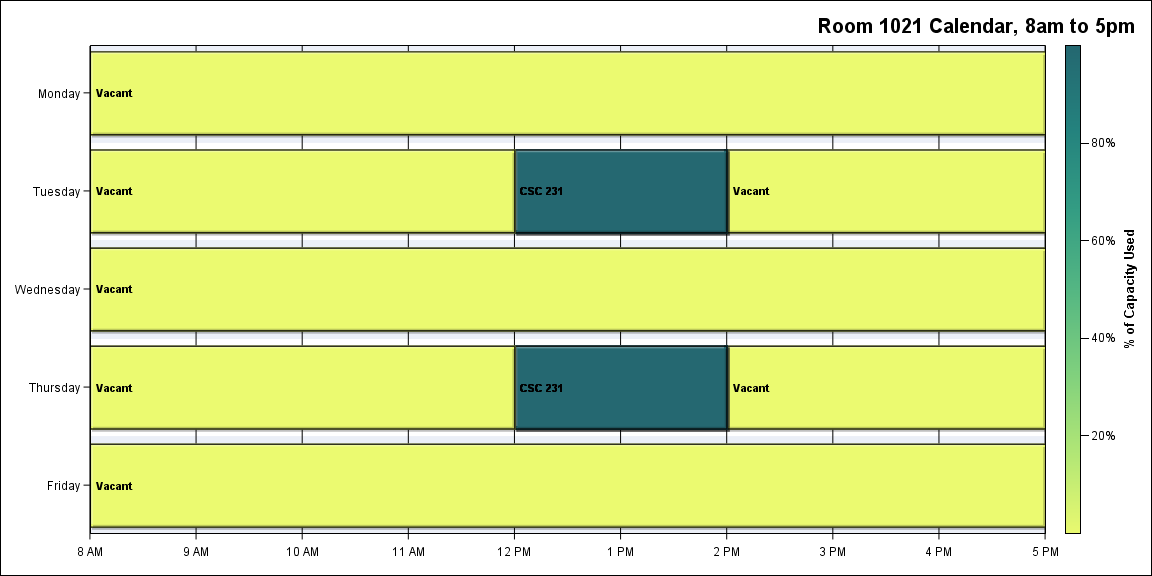 Room 1021 Calendar, 8am to 5pm
Monday
Vacant
Tuesday
Vacant
CSC 231
Vacant
Wednesday
Vacant
Thursday
Vacant
CSC 231
Vacant
Friday
Vacant
8 AM
9 AM
10 AM
11 AM
12 PM
1 PM
2 PM
3 PM
4 PM
5 PM
80%
60%
40%
20%
% of Capacity Used